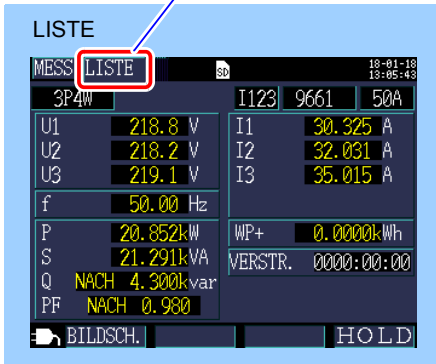 LISTE
MESS LISTE SD 18-01-18
13:05:43
3P4W I123 9661 50A
U1 218.8 V I1 30.325 A
U2 218.2 V I2 32.031 A
U3 219.1 V I3 35.015 A
f 50.00 Hz
P 20.852kW WP+ 0.0000kWh
S 21.291kVA VERSTR. 0000:00:00
Q NACH 4.300kvar
PF NACH 0.980
BILDSCH. HOLD